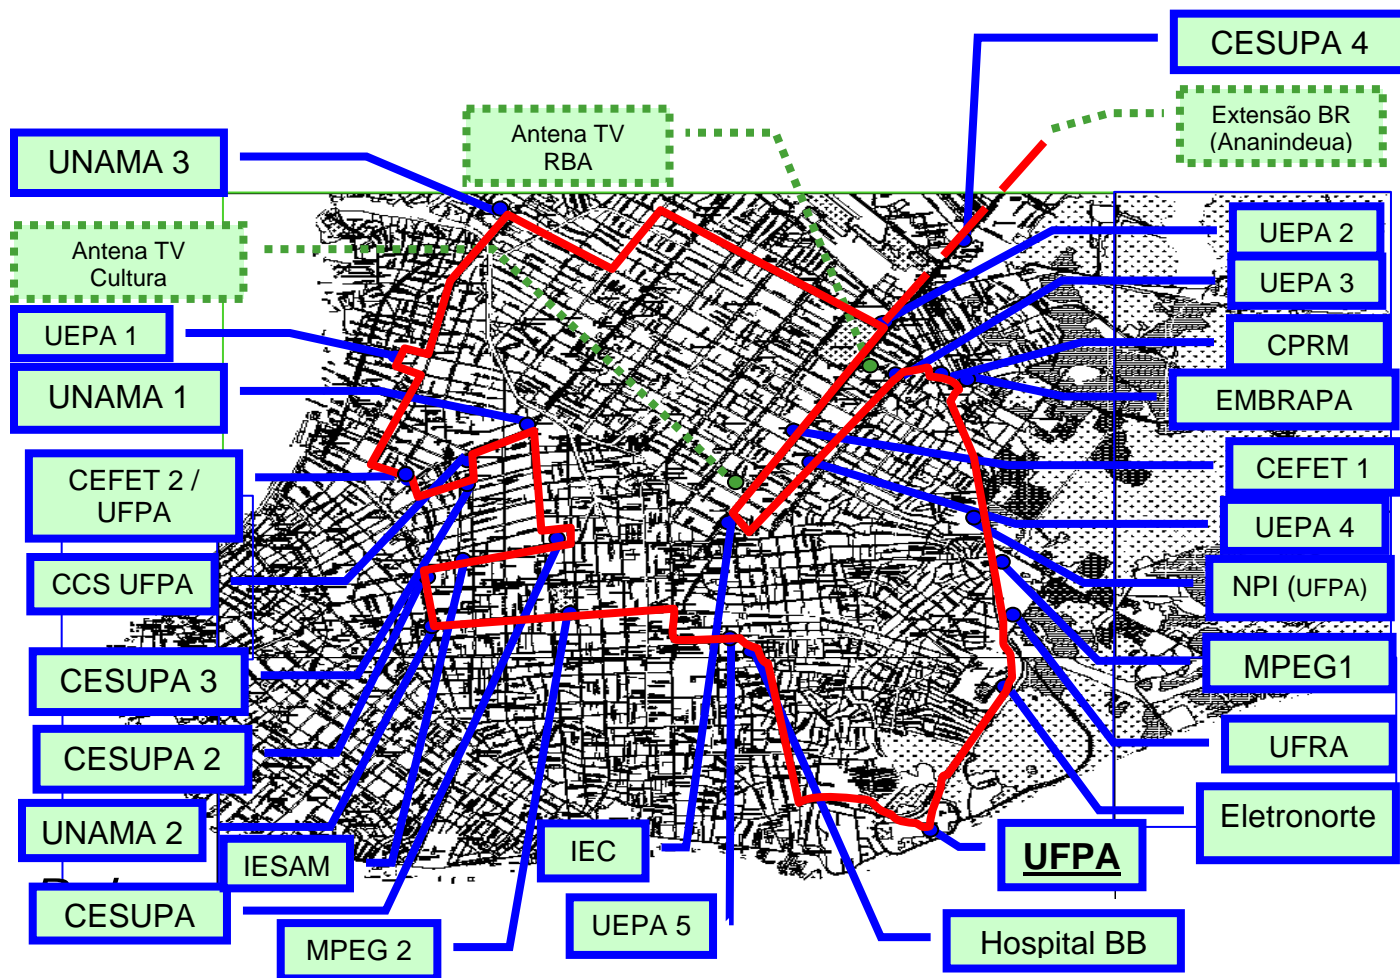 CESUPA 4
Antena TV
RBA
Extensão BR
(Ananindeua)
UNAMA 3
UEPA 2
Antena TV
Cultura
UEPA 3
UEPA 1
CPRM
UNAMA 1
EMBRAPA
CEFET 2 /
UFPA
CEFET 1
UEPA 4
CCS UFPA
NPI (UFPA)
CESUPA 3
MPEG1
CESUPA 2
UFRA
UNAMA 2
Eletronorte
IESAM
IEC
UFPA
CESUPA
UEPA 5
MPEG 2
Hospital BB